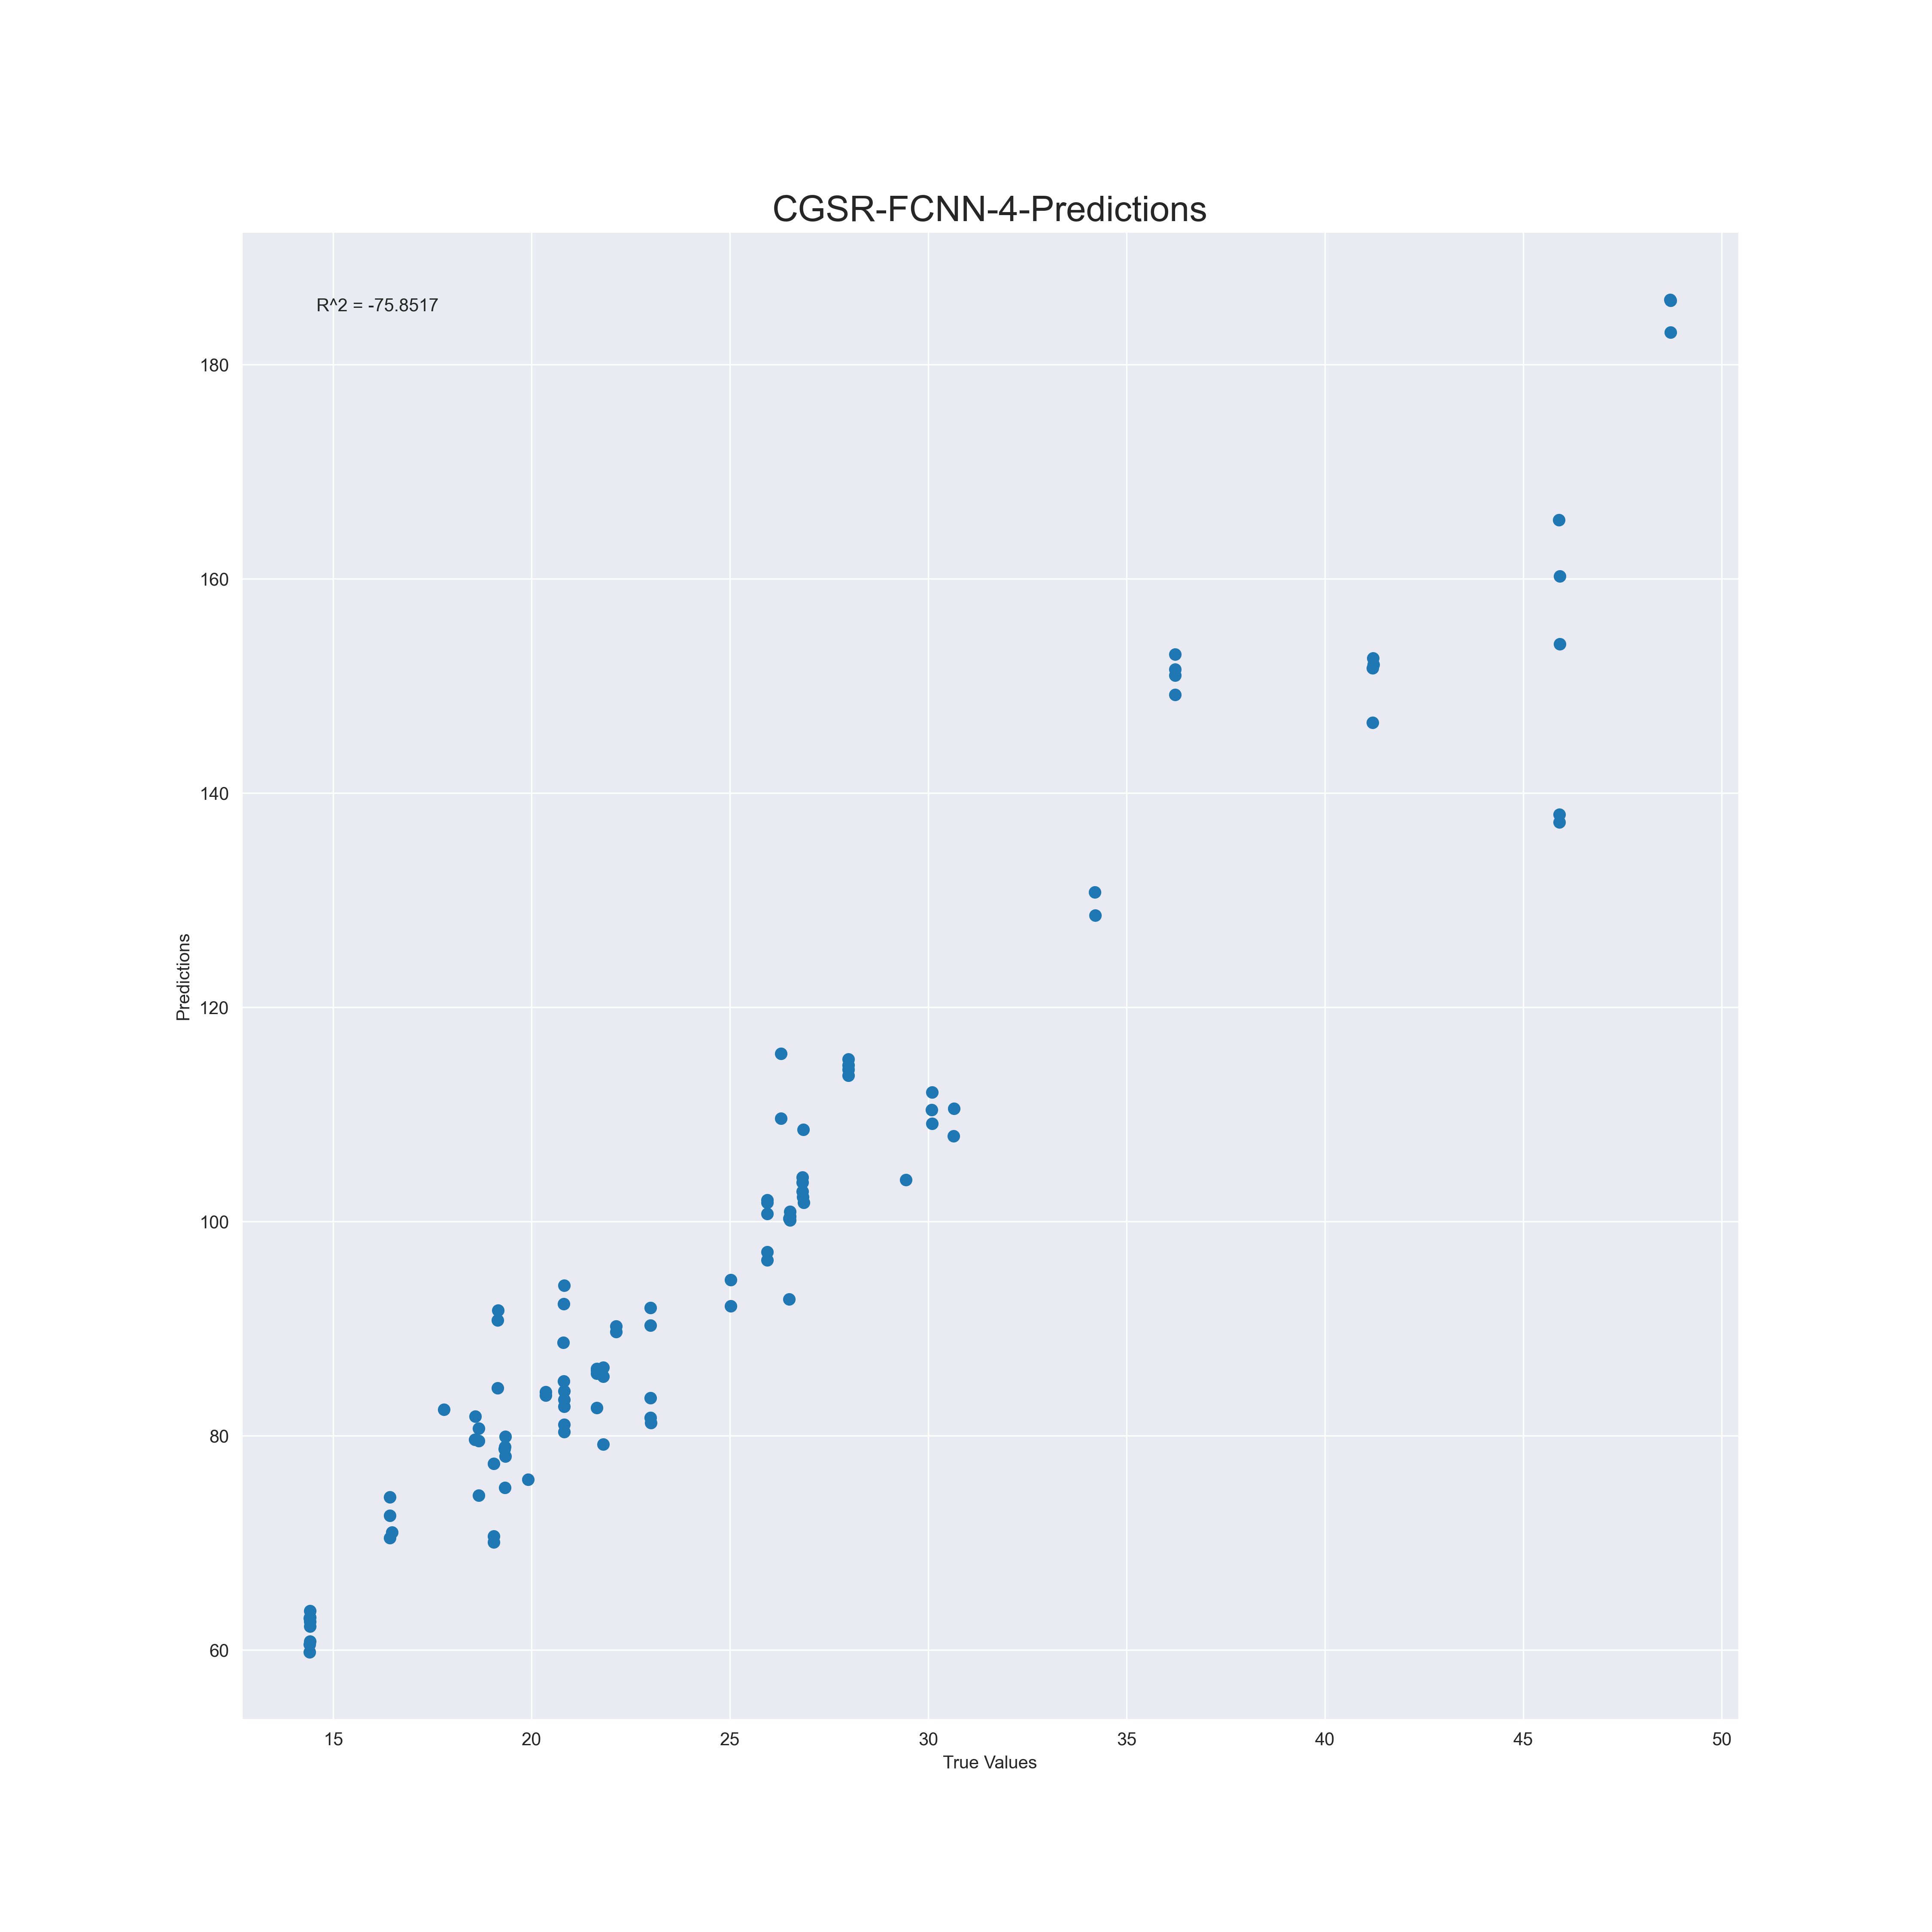 CGSR-FCNN-4-Predictions
R^2 = -75.8517
180
160
140
120
100
80
60
Predictions
15 20 25 30 35 40 45 50
True Values